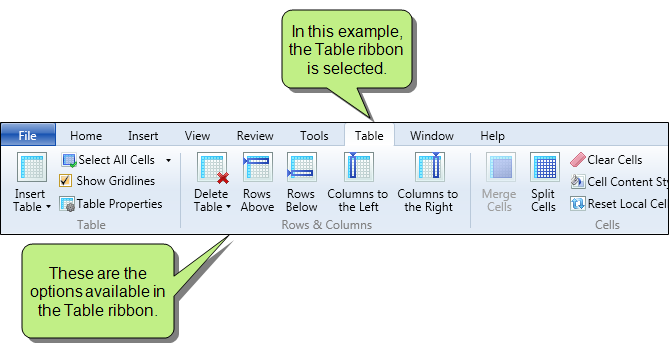 In this example,
the Table ribbon
is selected.
File Home Insert View Review Tools Table Window Help
Insert
Table
Select All Cells
Show Gridlines
Table Properties
Table
Delete
Table
Rows
Above
Rows
Below
Columns to
the Left
Columns to
the Right
Rows & Columns
Merge
Cells
Split
Cells
Clear Cells
Cell Content Sty
Reset Local Cell
Cells
These are the
options available in
the Table ribbon.